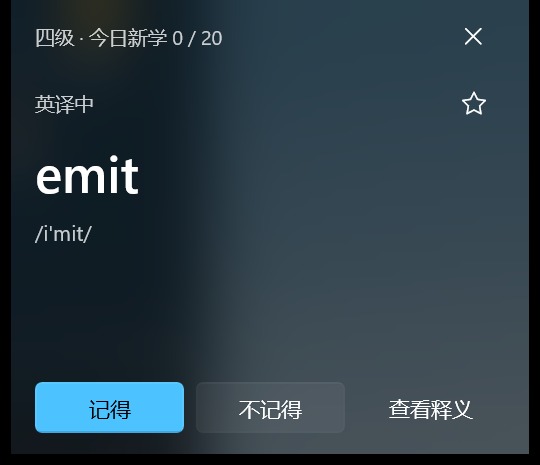 四级 · 今日新学 0 / 20
英译中
emit
/i'mit/
记得
不记得
查看释义